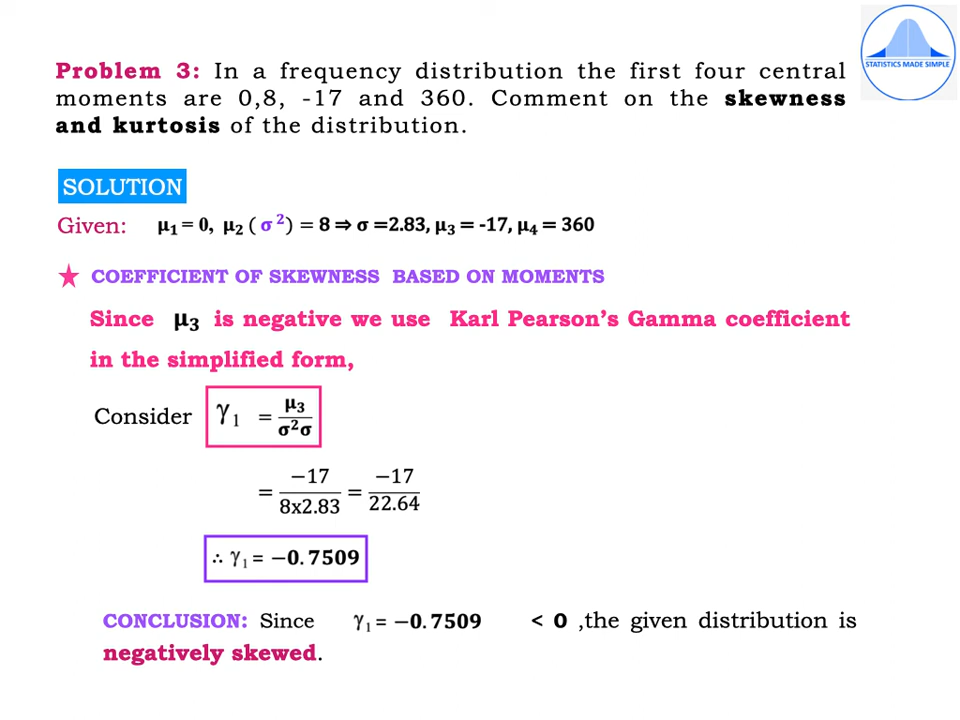 STATISTICS MADE SIMPLE
Problem 3: In a frequency distribution the first four central
moments are 0,8, -17 and 360. Comment on the skewness
and kurtosis of the distribution.
SOLUTION
Given: μ₁ = 0, μ₂ ( σ ²) = 8 ⇒ σ =2.83, μ₃ = -17, μ₄ = 360
★ COEFFICIENT OF SKEWNESS BASED ON MOMENTS
Since μ₃ is negative we use Karl Pearson's Gamma coefficient
in the simplified form,
Consider γ₁ = μ₃/σ²σ
= −17/8x2.83 = −17/22.64
∴ γ₁ = −0.7509
CONCLUSION: Since γ₁ = −0.7509 < 0 ,the given distribution is
negatively skewed.